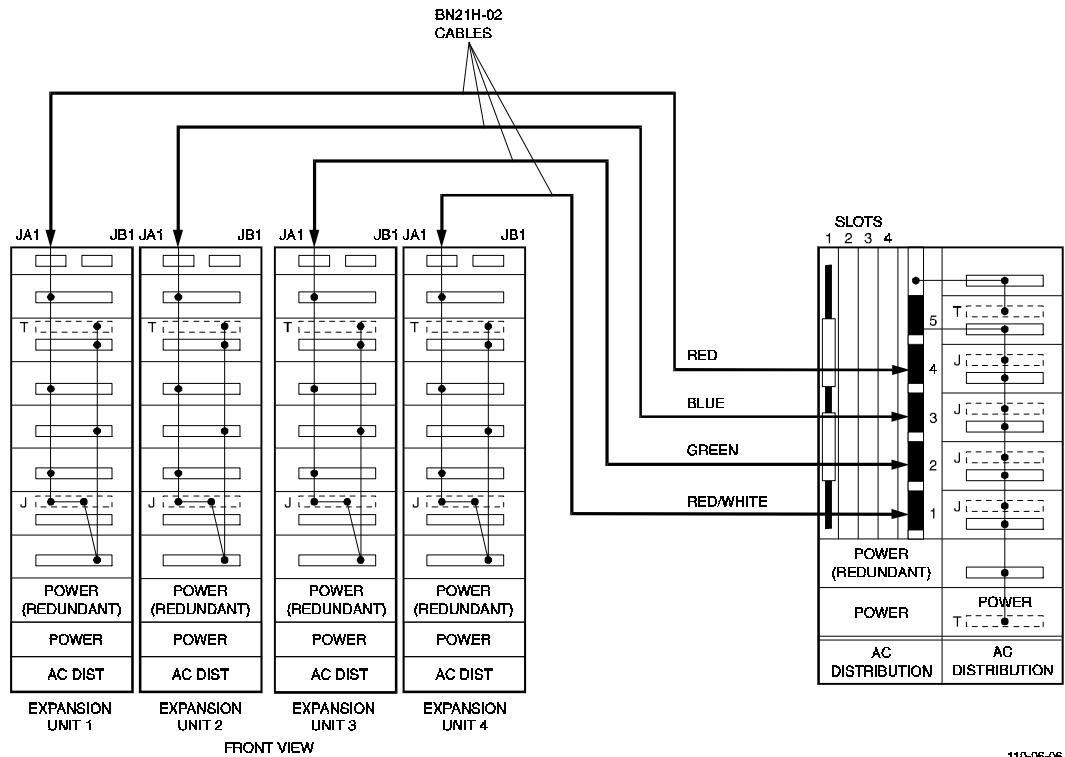 BN21H-02
CABLES
SLOTS
1 2 3 4
JA1 JB1 JA1 JB1 JA1 JB1 JA1 JB1
T T T T
J J J J
RED
BLUE
GREEN
RED/WHITE
5
4
3
2
1
T
J
J
J
J
T
POWER
(REDUNDANT)
POWER
POWER
AC
DISTRIBUTION
AC
DISTRIBUTION
POWER
(REDUNDANT)
POWER
AC DIST
EXPANSION
UNIT 1
POWER
(REDUNDANT)
POWER
AC DIST
EXPANSION
UNIT 2
POWER
(REDUNDANT)
POWER
AC DIST
EXPANSION
UNIT 3
POWER
(REDUNDANT)
POWER
AC DIST
EXPANSION
UNIT 4
FRONT VIEW